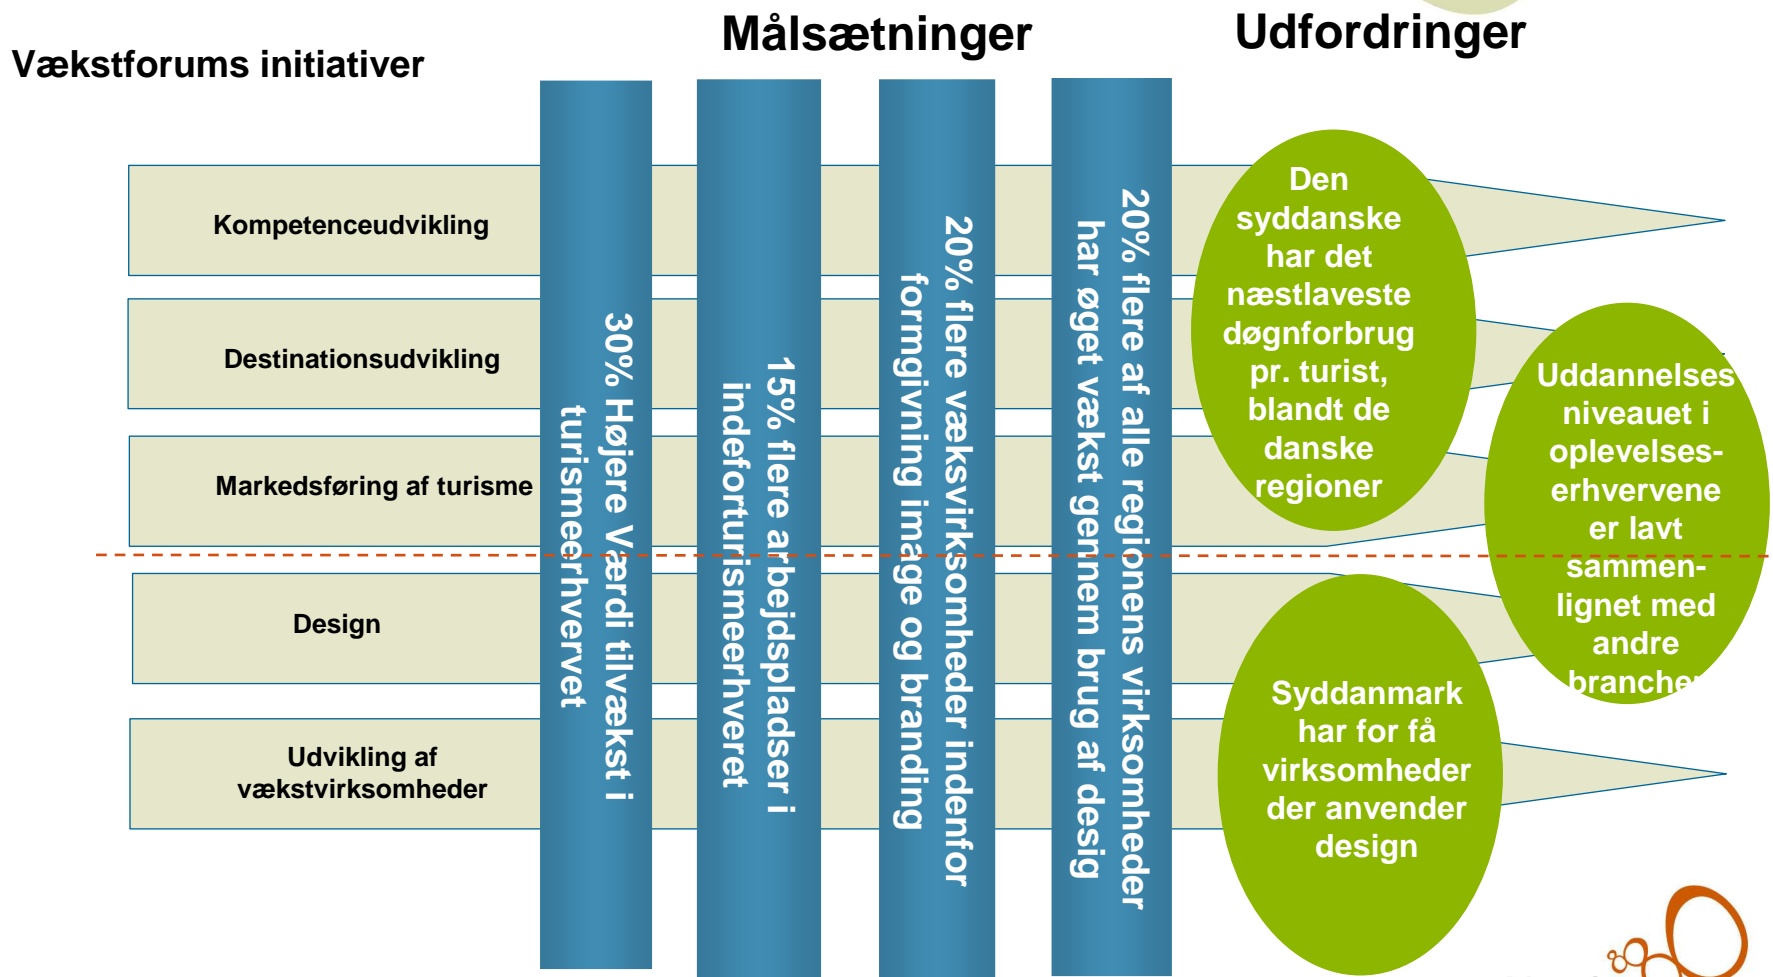 Målsætninger
Udfordringer
Vækstforums initiativer
Kompetenceudvikling
Destinationsudvikling
Markedsføring af turisme
Design
Udvikling af
vækstvirksomheder
30% Højere Værdi tilvækst i
turismeerhvervet
15% flere arbejdspladser i
indeforturismeerhveret
20% flere væksvirksomheder indenfor
formgivning image og branding
20% flere af alle regionens virksomheder
har øget vækst gennem brug af desig
Den
syddanske
har det
næstlaveste
døgnforbrug
pr. turist,
blandt de
danske
regioner
Uddannelses
niveauet i
oplevelses-
erhvervene
er lavt
sammen-
lignet med
andre
brancher
Syddanmark
har for få
virksomheder
der anvender
design